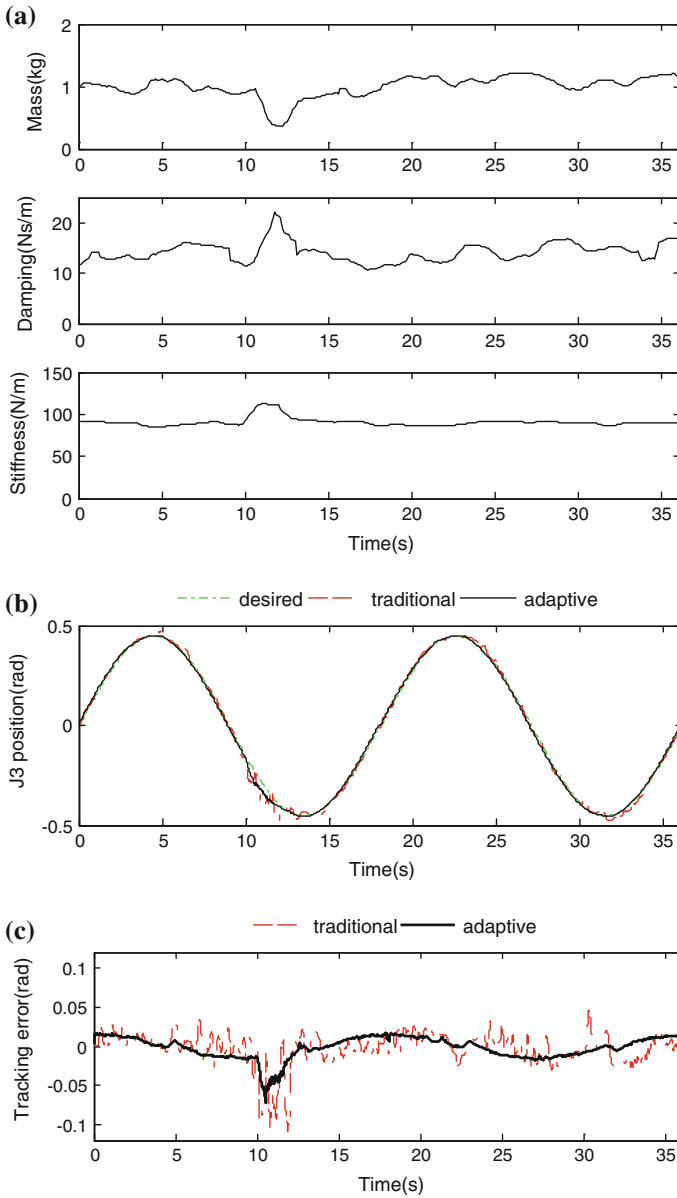 (a)
Mass(kg)
2
1
0
0 5 10 15 20 25 30 35
Damping(Ns/m)
20
10
0
0 5 10 15 20 25 30 35
Stiffness(N/m)
150
100
50
0
0 5 10 15 20 25 30 35
Time(s)
(b)
desired traditional adaptive
J3 position(rad)
0.5
0
-0.5
0 5 10 15 20 25 30 35
Time(s)
(c)
traditional adaptive
Tracking error(rad)
0.1
0.05
0
-0.05
-0.1
0 5 10 15 20 25 30 35
Time(s)